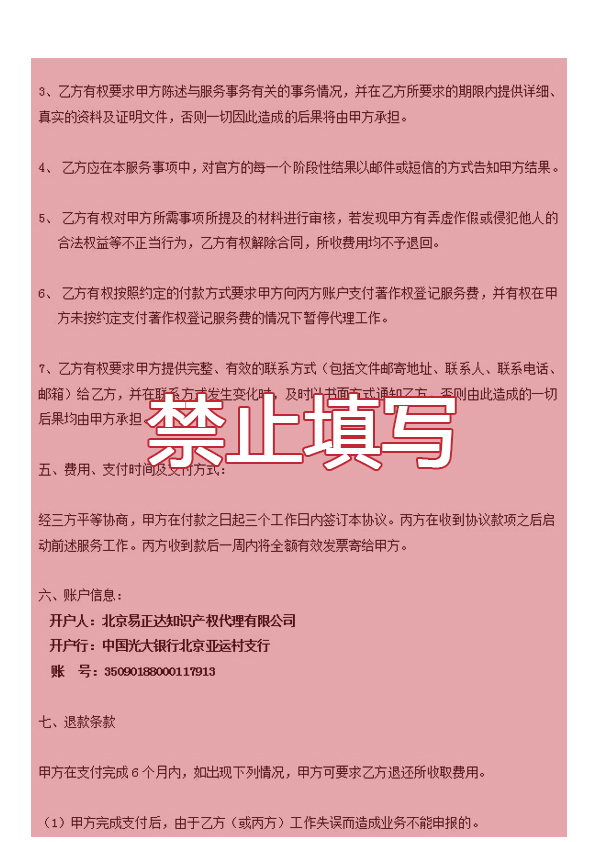 3、乙方有权要求甲方陈述与服务事务有关的事务情况，并在乙方所要求的期限内提供详细、
真实的资料及证明文件，否则一切因此造成的后果将由甲方承担。
4、 乙方应在本服务事项中，对官方的每一个阶段性结果以邮件或短信的方式告知甲方结果。
5、 乙方有权对甲方所需事项所提及的材料进行审核，若发现甲方有弄虚作假或侵犯他人的
合法权益等不正当行为，乙方有权解除合同，所收费用均不予退回。
6、 乙方有权按照约定的付款方式要求甲方向丙方账户支付著作权登记服务费，并有权在甲
方未按约定支付著作权登记服务费的情况下暂停代理工作。
7、乙方有权要求甲方提供完整、有效的联系方式（包括文件邮寄地址、联系人、联系电话、
邮箱）给乙方，并在联系方式发生变化时，及时以书面方式通知乙方，否则由此造成的一切
后果均由甲方承担
禁止填写
五、费用、支付时间及支付方式：
经三方平等协商，甲方在付款之日起三个工作日内签订本协议。丙方在收到协议款项之后启
动前述服务工作。丙方收到款后一周内将全额有效发票寄给甲方。
六、账户信息：
开户人：北京易正达知识产权代理有限公司
开户行：中国光大银行北京亚运村支行
账 号：35090188000117913
七、退款条款
甲方在支付完成 6 个月内，如出现下列情况，甲方可要求乙方退还所收取费用。
（1）甲方完成支付后，由于乙方（或丙方）工作失误而造成业务不能申报的。